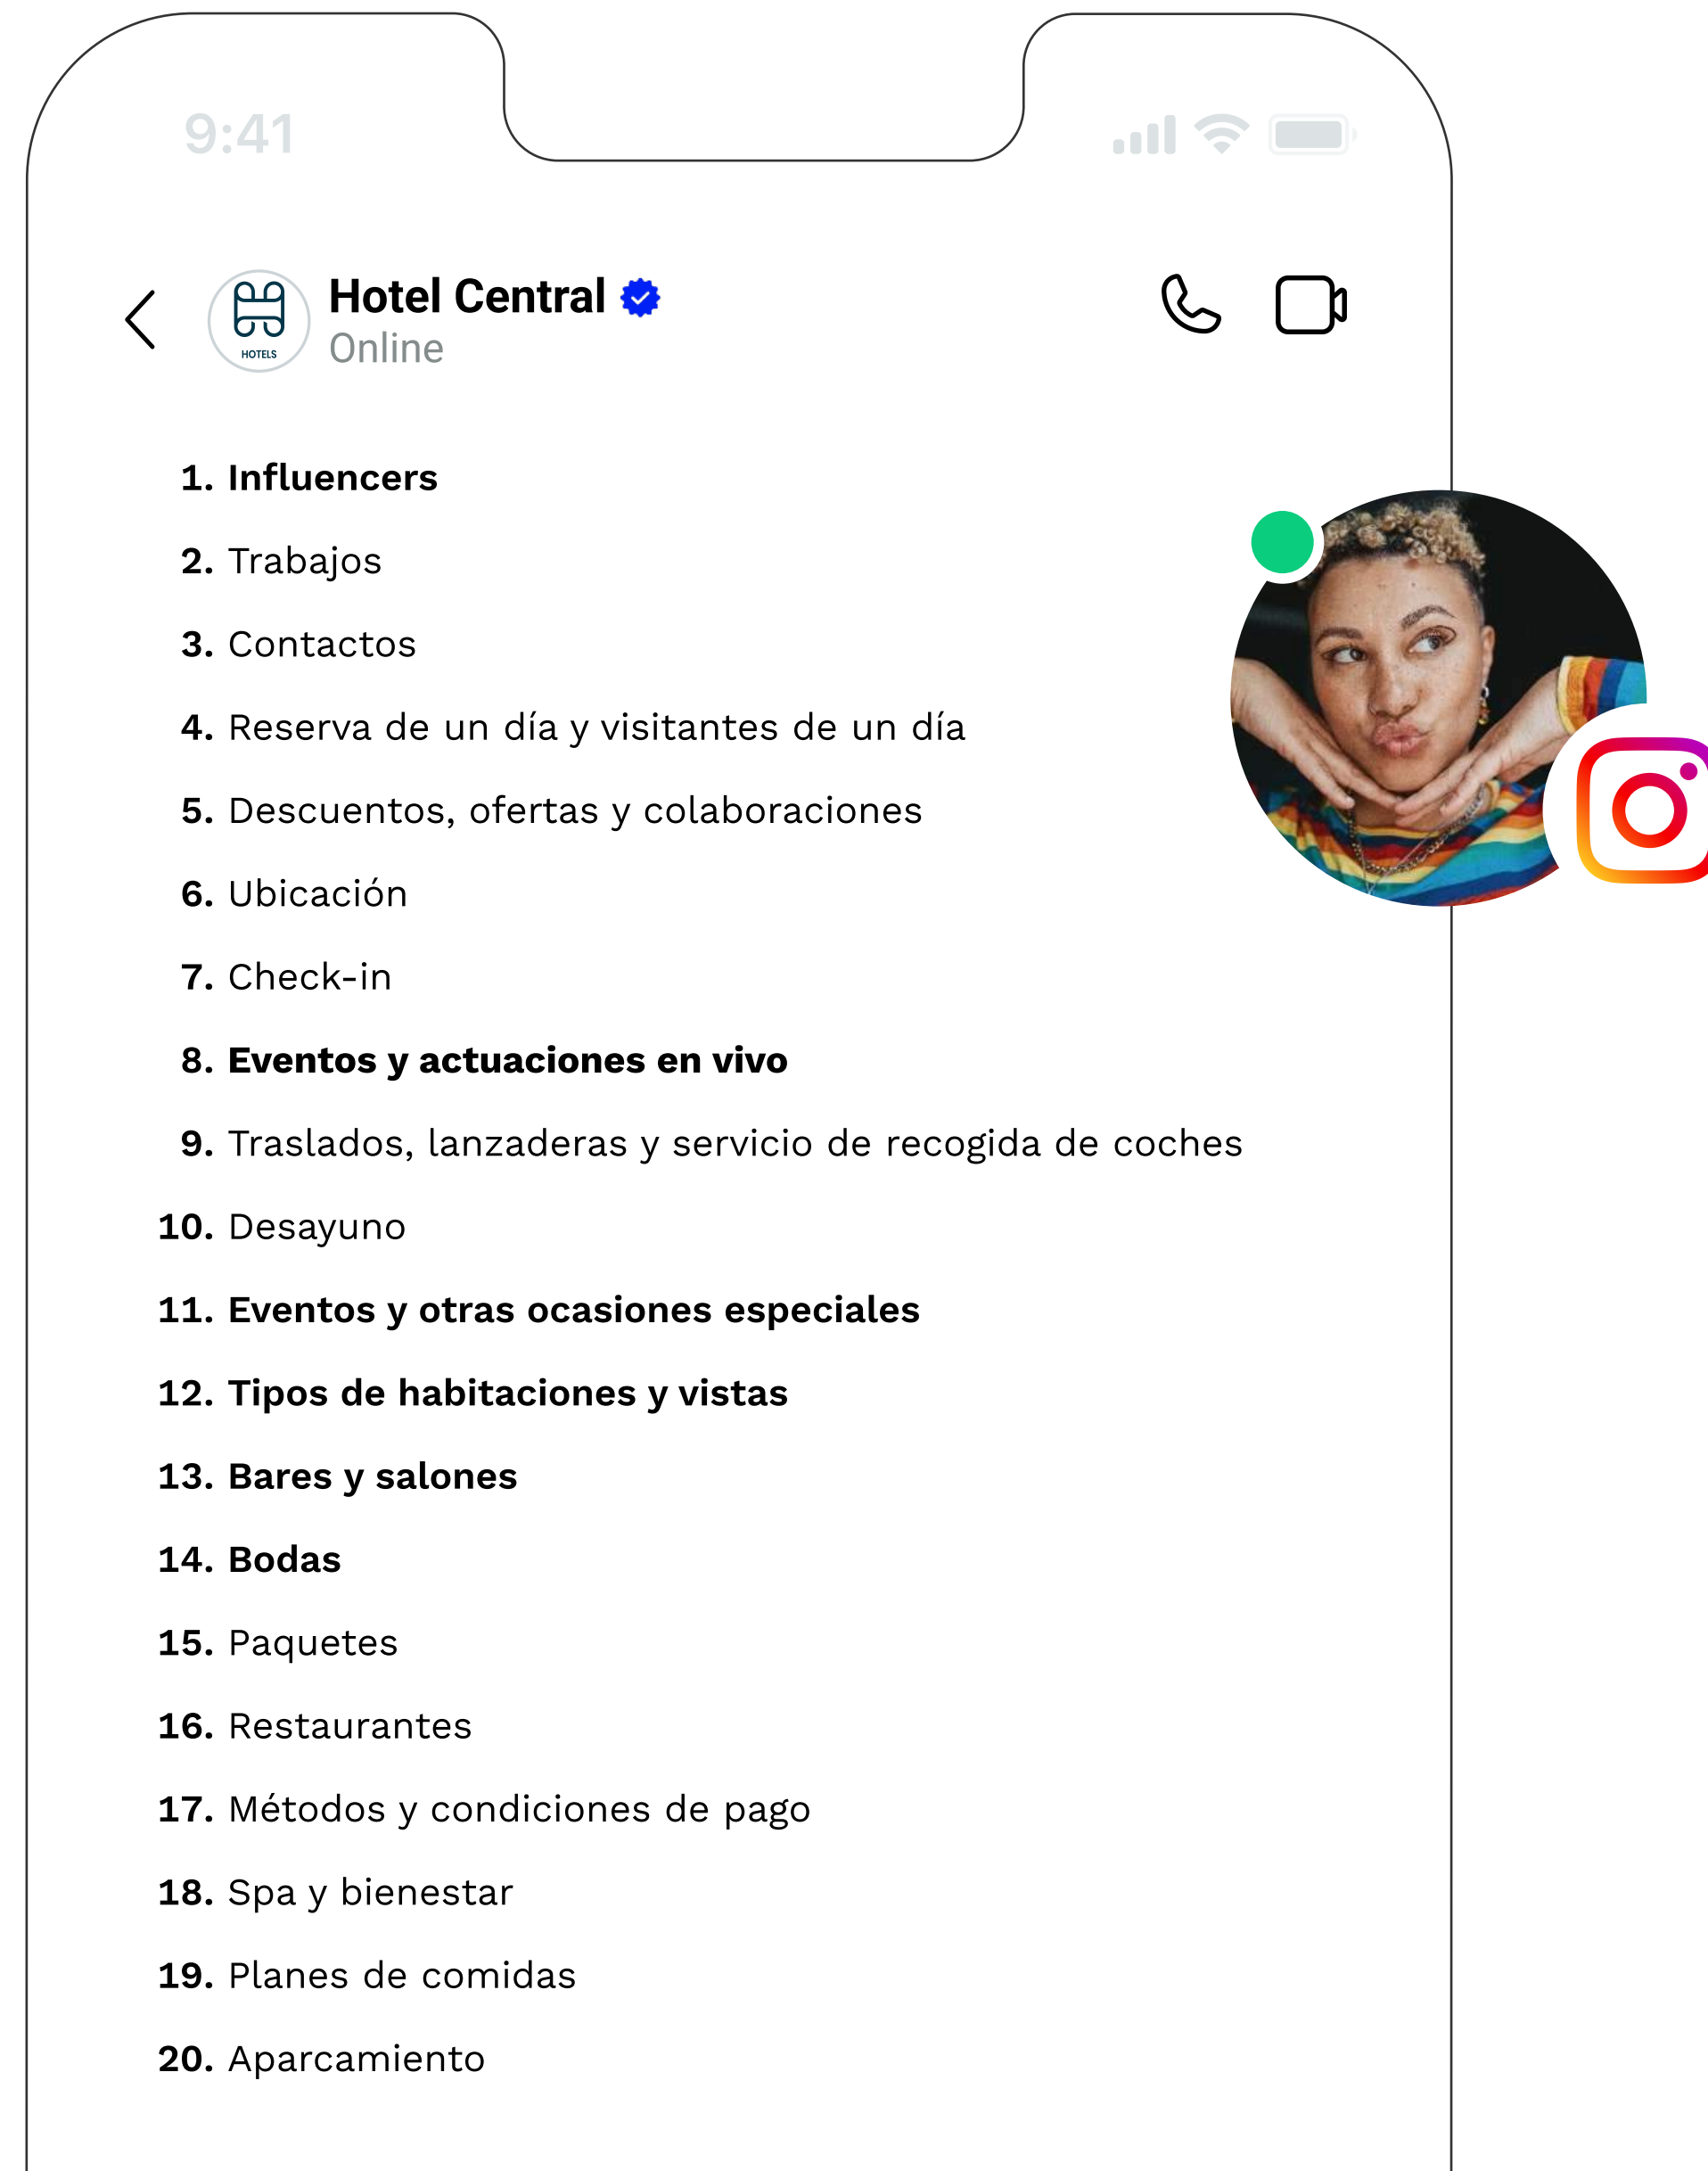 9:41
Hotel Central
Online
HOTELS
1. Influencers
2. Trabajos
3. Contactos
4. Reserva de un día y visitantes de un día
5. Descuentos, ofertas y colaboraciones
6. Ubicación
7. Check-in
8. Eventos y actuaciones en vivo
9. Traslados, lanzaderas y servicio de recogida de coches
10. Desayuno
11. Eventos y otras ocasiones especiales
12. Tipos de habitaciones y vistas
13. Bares y salones
14. Bodas
15. Paquetes
16. Restaurantes
17. Métodos y condiciones de pago
18. Spa y bienestar
19. Planes de comidas
20. Aparcamiento